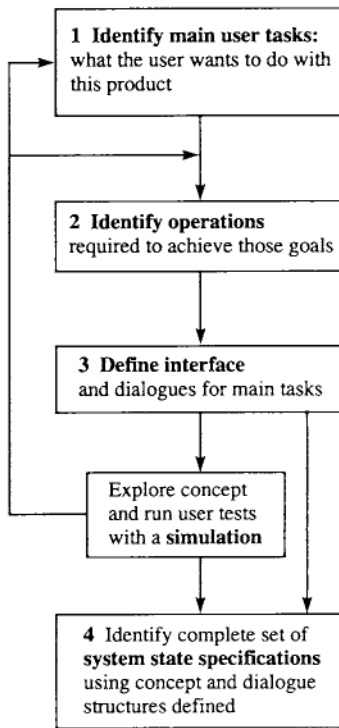 1 Identify main user tasks:
what the user wants to do with
this product
2 Identify operations
required to achieve those goals
3 Define interface
and dialogues for main tasks
Explore concept
and run user tests
with a simulation
4 Identify complete set of
system state specifications
using concept and dialogue
structures defined